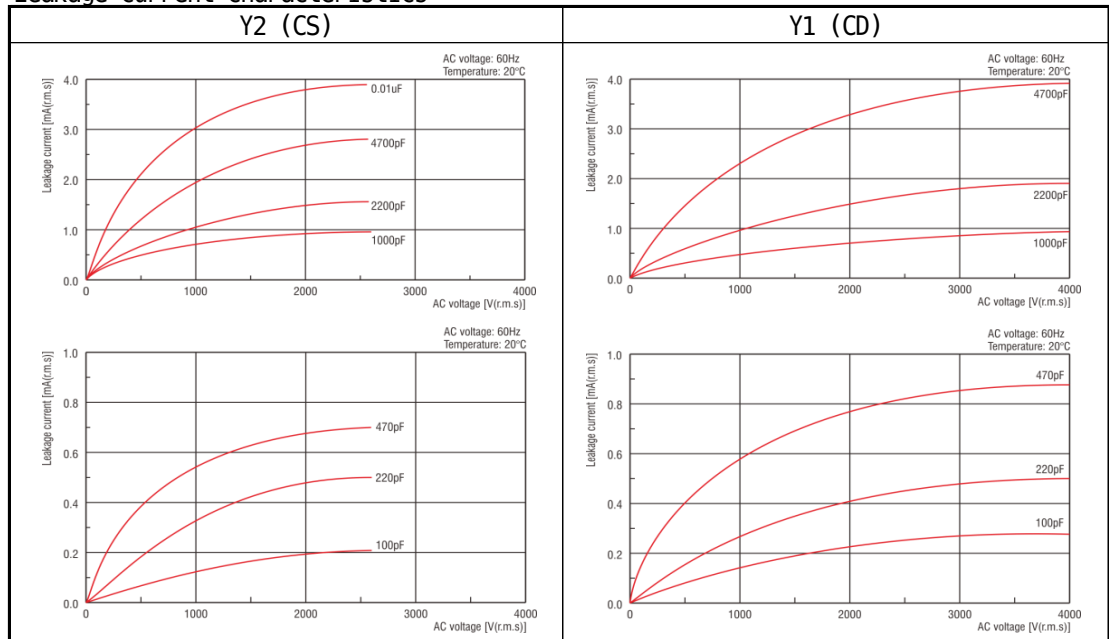 Leakage current characteristics
Y2 (CS)
Y1 (CD)
AC voltage: 60Hz
Temperature: 20°C
Leakage current [mA(r.m.s)]
4.0
3.0
2.0
1.0
0.0
0.01uF
4700pF
2200pF
1000pF
0
1000
2000
3000
4000
AC voltage [V(r.m.s)]
AC voltage: 60Hz
Temperature: 20°C
Leakage current [mA(r.m.s)]
4.0
3.0
2.0
1.0
0.0
4700pF
2200pF
1000pF
0
1000
2000
3000
4000
AC voltage [V(r.m.s)]
AC voltage: 60Hz
Temperature: 20°C
Leakage current [mA(r.m.s)]
1.0
0.8
0.6
0.4
0.2
0.0
470pF
220pF
100pF
0
1000
2000
3000
4000
AC voltage [V(r.m.s)]
AC voltage: 60Hz
Temperature: 20°C
Leakage current [mA(r.m.s)]
1.0
0.8
0.6
0.4
0.2
0.0
470pF
220pF
100pF
0
1000
2000
3000
4000
AC voltage [V(r.m.s)]